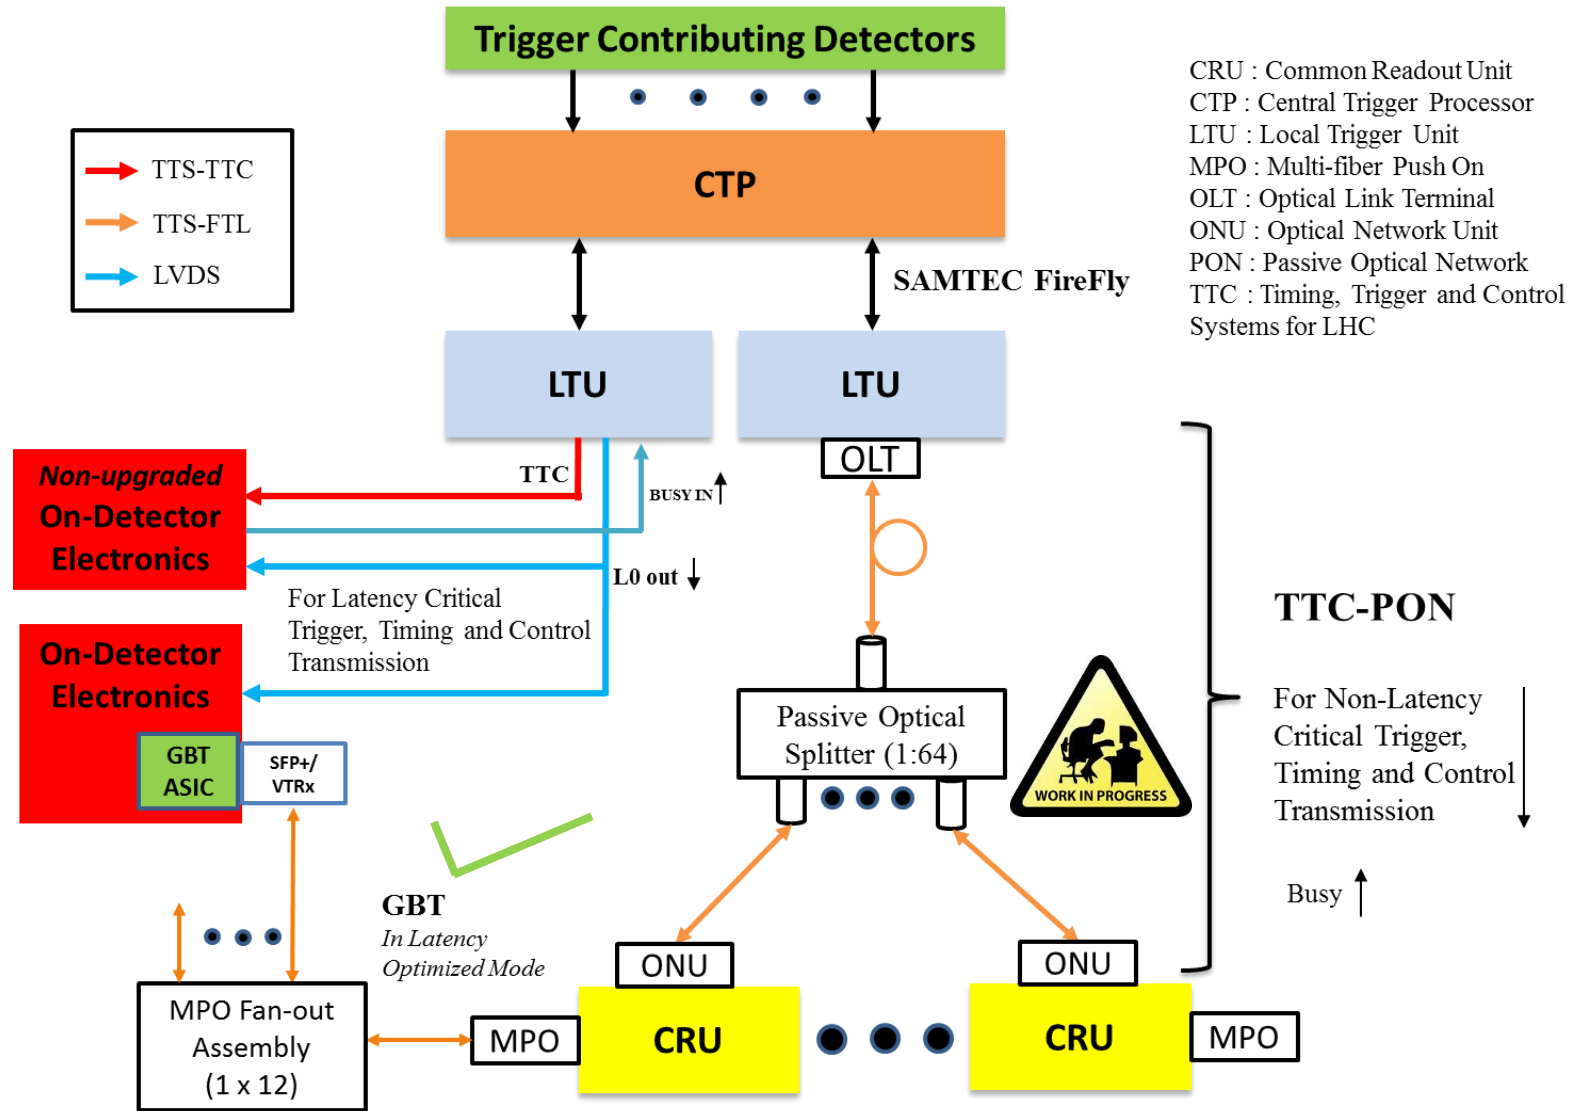 Trigger Contributing Detectors
CRU : Common Readout Unit
CTP : Central Trigger Processor
LTU : Local Trigger Unit
MPO : Multi-fiber Push On
OLT : Optical Link Terminal
ONU : Optical Network Unit
PON : Passive Optical Network
TTC : Timing, Trigger and Control
Systems for LHC
TTS-TTC
TTS-FTL
LVDS
CTP
SAMTEC FireFly
LTU
LTU
OLT
TTC
BUSY IN
Non-upgraded
On-Detector
Electronics
L0 out
For Latency Critical
Trigger, Timing and Control
Transmission
On-Detector
Electronics
GBT
ASIC
SFP+/
VTRx
Passive Optical
Splitter (1:64)
WORK IN PROGRESS
TTC-PON
For Non-Latency
Critical Trigger,
Timing and Control
Transmission
Busy
GBT
In Latency
Optimized Mode
ONU
ONU
MPO Fan-out
Assembly
(1 x 12)
MPO
CRU
CRU
MPO